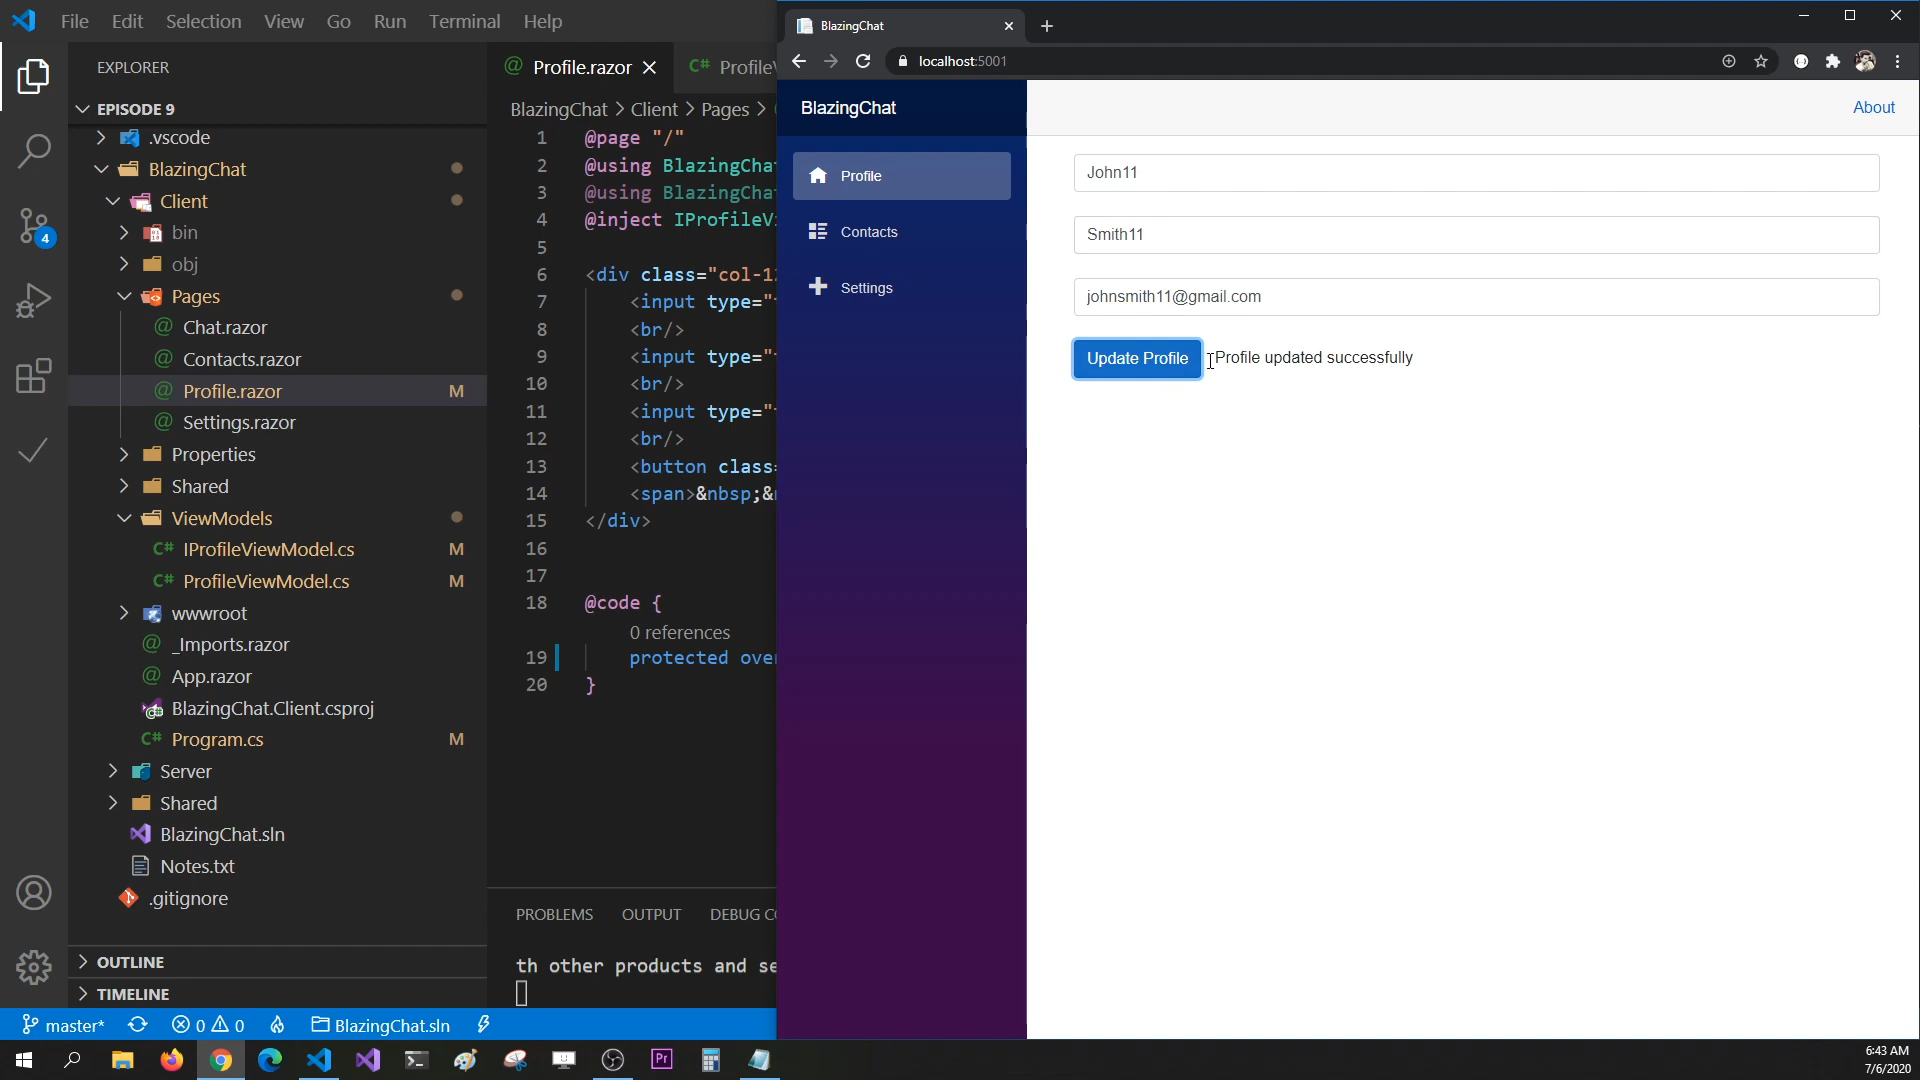 File Edit Selection View Go Run Terminal Help
EXPLORER
EPISODE 9
.vscode
BlazingChat
Client
bin
obj
Pages
Chat.razor
Contacts.razor
Profile.razor M
Settings.razor
Properties
Shared
ViewModels
C# IProfileViewModel.cs M
C# ProfileViewModel.cs M
wwwroot
_Imports.razor
App.razor
BlazingChat.Client.csproj
C# Program.cs M
Server
Shared
BlazingChat.sln
Notes.txt
.gitignore
OUTLINE
TIMELINE
4
Profile.razor C# ProfileV
BlazingChat > Client > Pages >
1 @page "/"
2 @using BlazingCha
3 @using BlazingCha
4 @inject IProfileVi
5
6 <div class="col-1
7 <input type="
8 <br/>
9 <input type="
10 <br/>
11 <input type="
12 <br/>
13 <button class=
14 <span>&nbsp;&
15 </div>
16
17
18 @code {
0 references
19 protected over
20 }
PROBLEMS OUTPUT DEBUG CO
th other products and se
master* 0 0 BlazingChat.sln
BlazingChat
localhost:5001
BlazingChat
About
Profile
Contacts
Settings
John11
Smith11
johnsmith11@gmail.com
Update Profile Profile updated successfully
Pr
6:43 AM
7/6/2020